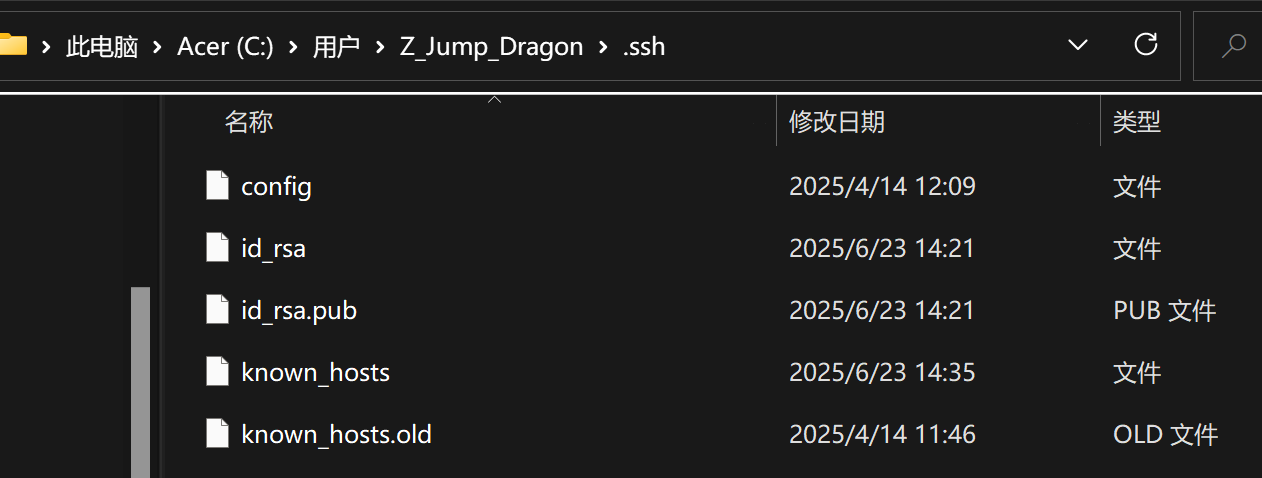 此电脑 > Acer (C:) > 用户 > Z_Jump_Dragon > .ssh
名称 修改日期 类型
config 2025/4/14 12:09 文件
id_rsa 2025/6/23 14:21 文件
id_rsa.pub 2025/6/23 14:21 PUB 文件
known_hosts 2025/6/23 14:35 文件
known_hosts.old 2025/4/14 11:46 OLD 文件